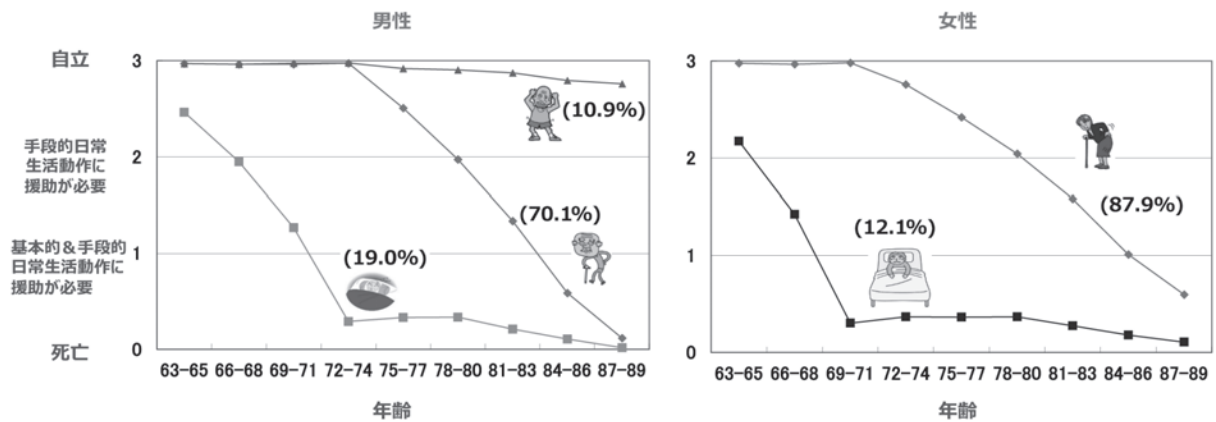 男性
自立
3
手段的日常
生活動作に
援助が必要
2
基本的&手段的
日常生活動作に
援助が必要
1
死亡
0
(10.9%)
(70.1%)
(19.0%)
63-65 66-68 69-71 72-74 75-77 78-80 81-83 84-86 87-89
年齢
女性
3
2
1
0
(87.9%)
(12.1%)
63-65 66-68 69-71 72-74 75-77 78-80 81-83 84-86 87-89
年齢